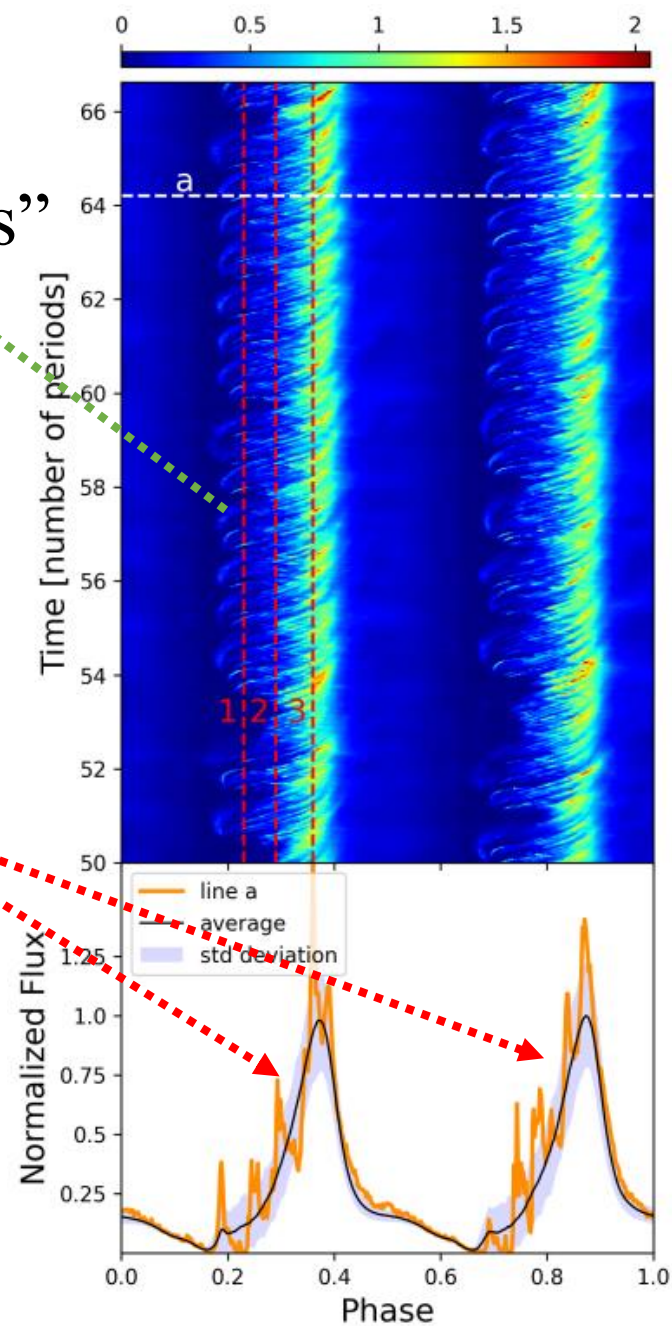 0 0.5 1 1.5 2
s”
66
a
64
62
60
58
56
54
1 2 3
52
50
Time [number of periods]
line a
average
std deviation
1.25
1.0
0.75
0.5
0.25
Normalized Flux
0.0 0.2 0.4 0.6 0.8 1.0
Phase